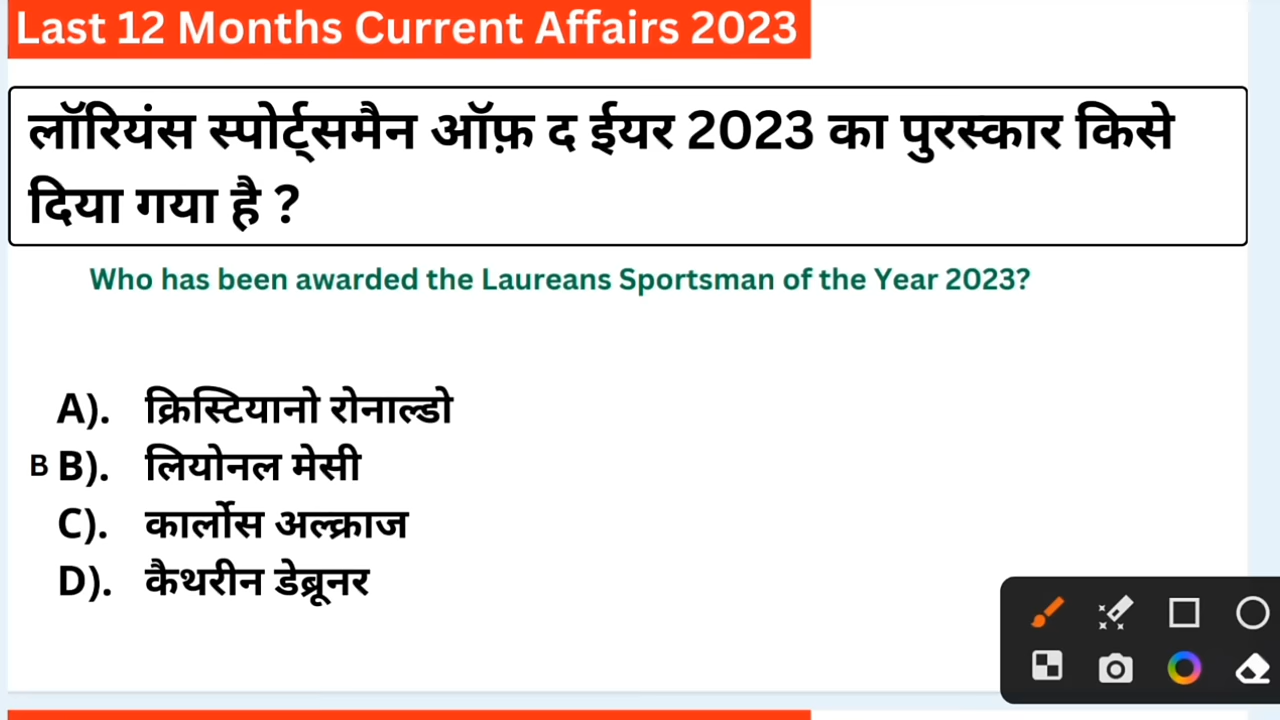 Last 12 Months Current Affairs 2023
लॉरियंस स्पोर्ट्समैन ऑफ़ द ईयर 2023 का पुरस्कार किसे
दिया गया है ?
Who has been awarded the Laureans Sportsman of the Year 2023?
A). क्रिस्टियानो रोनाल्डो
B B). लियोनल मेसी
C). कार्लोस अल्क्राज
D). कैथरीन डेब्रूनर